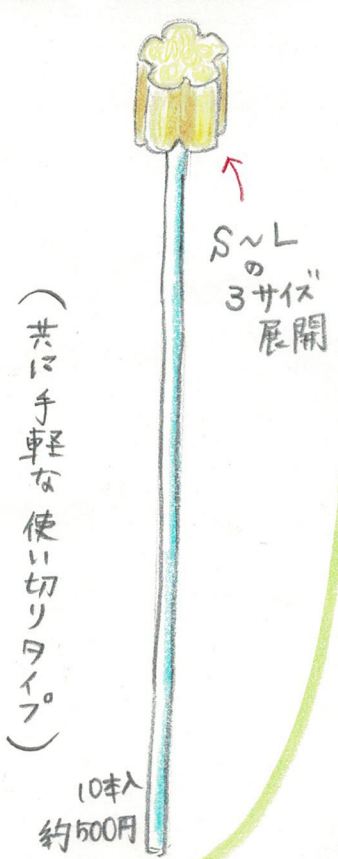 S～L
の
3サイズ
展開
(共に手軽な使い切りタイプ)
10本入
約500円